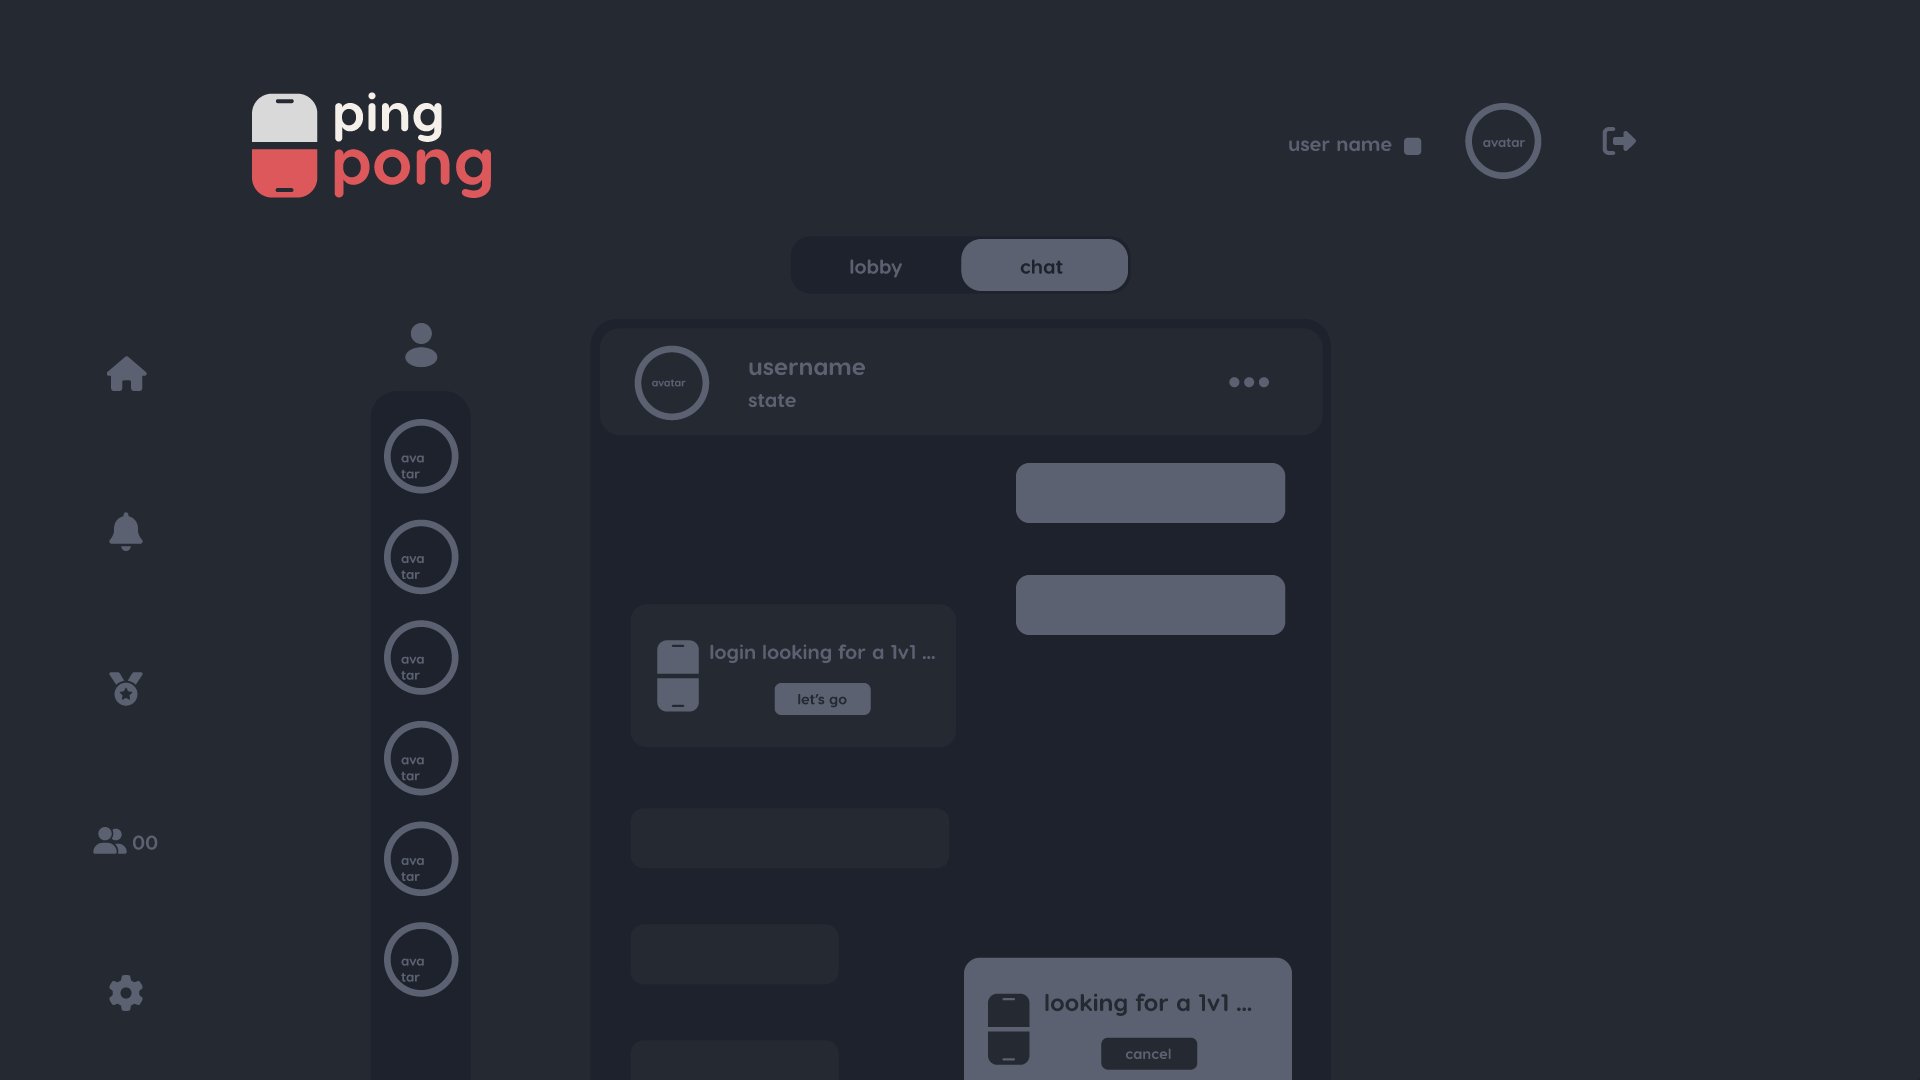 ping
pong
user name
avatar
lobby
chat
avatar
username
state
ava
tar
ava
tar
login looking for a 1v1 ...
let's go
ava
tar
ava
tar
00
ava
tar
ava
tar
looking for a 1v1 ...
cancel